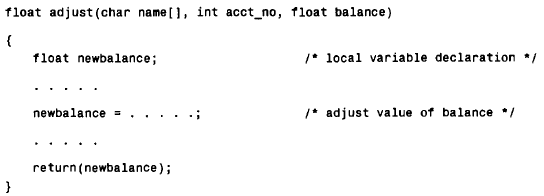 float adjust(char name[], int acct_no, float balance)
{
float newbalance; /* local variable declaration */
. . . . .
newbalance = . . . . .; /* adjust value of balance */
. . . . .
return(newbalance);
}